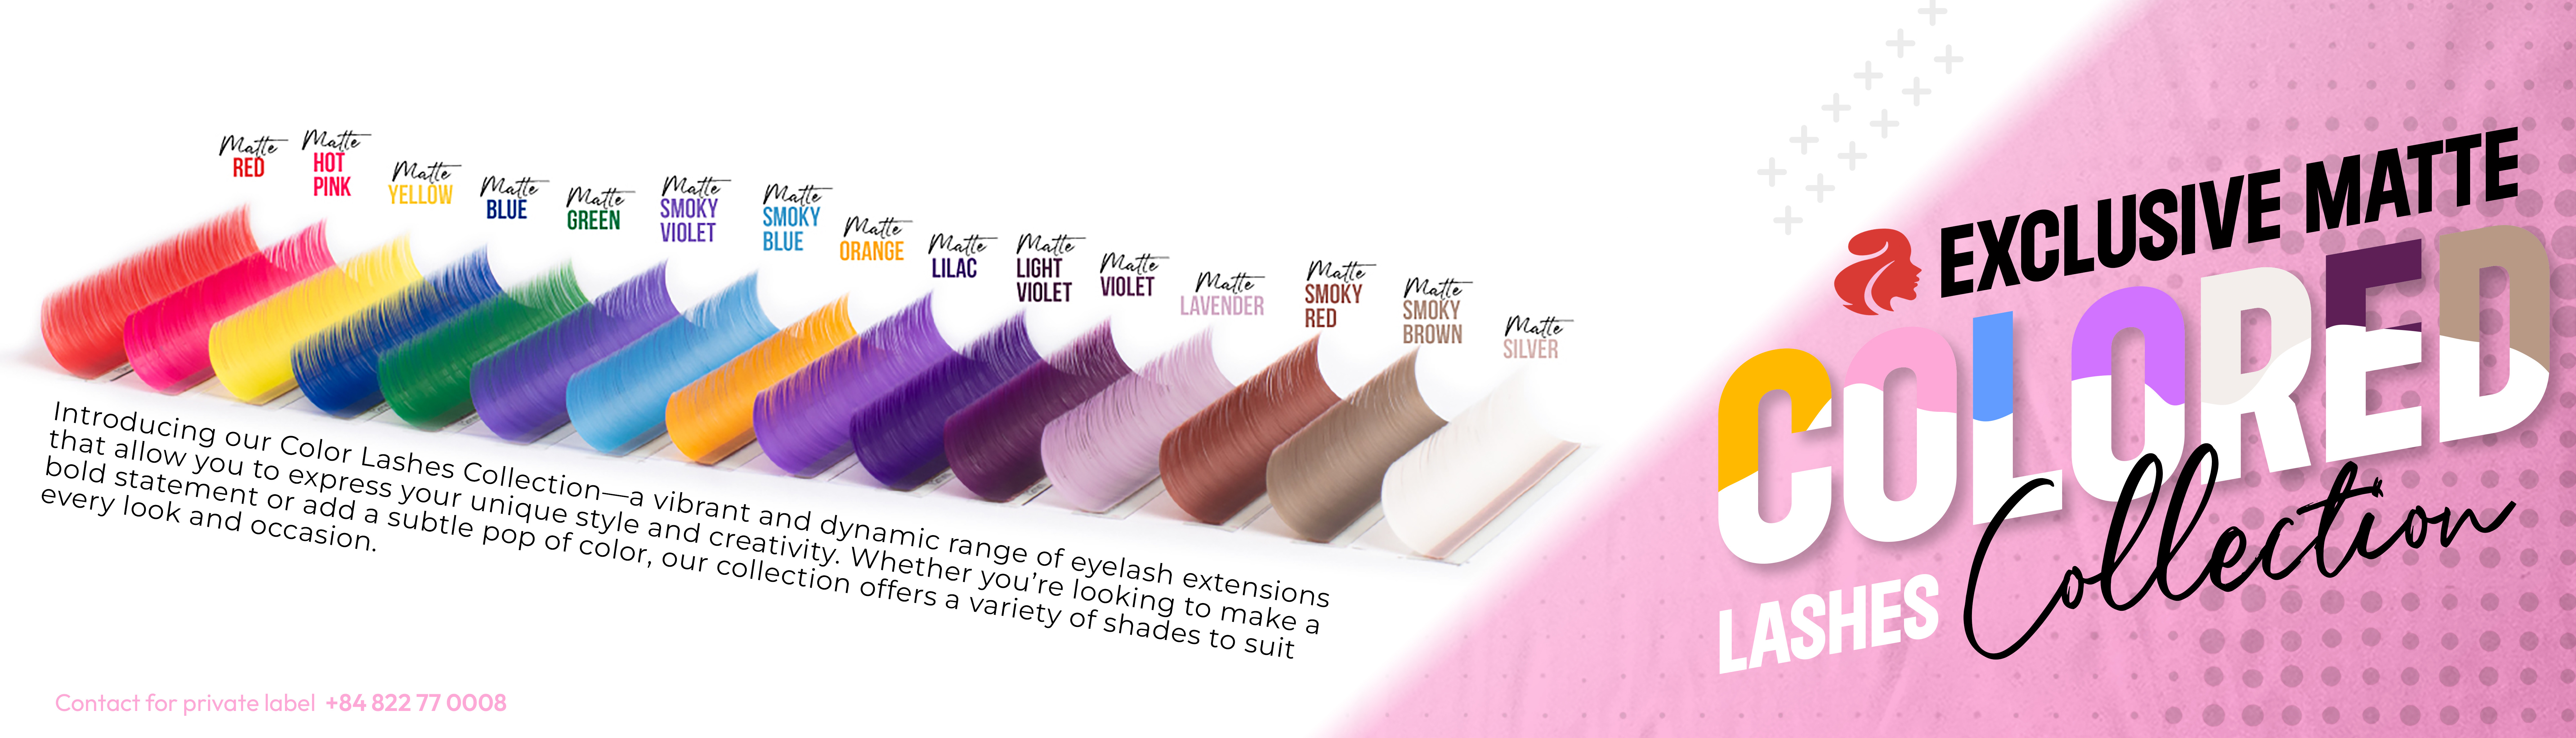 Matte
RED
Matte
HOT
PINK
Matte
YELLOW
Matte
BLUE
Matte
GREEN
Matte
SMOKY
VIOLET
Matte
SMOKY
BLUE
Matte
ORANGE
Matte
LILAC
Matte
LIGHT
VIOLET
Matte
VIOLET
Matte
LAVENDER
Matte
SMOKY
RED
Matte
SMOKY
BROWN
Matte
SILVER
Introducing our Color Lashes Collection—a vibrant and dynamic range of eyelash extensions
that allow you to express your unique style and creativity. Whether you’re looking to make a
bold statement or add a subtle pop of color, our collection offers a variety of shades to suit
every look and occasion.
Contact for private label +84 822 77 0008
EXCLUSIVE MATTE
COLORED
LASHES Collection